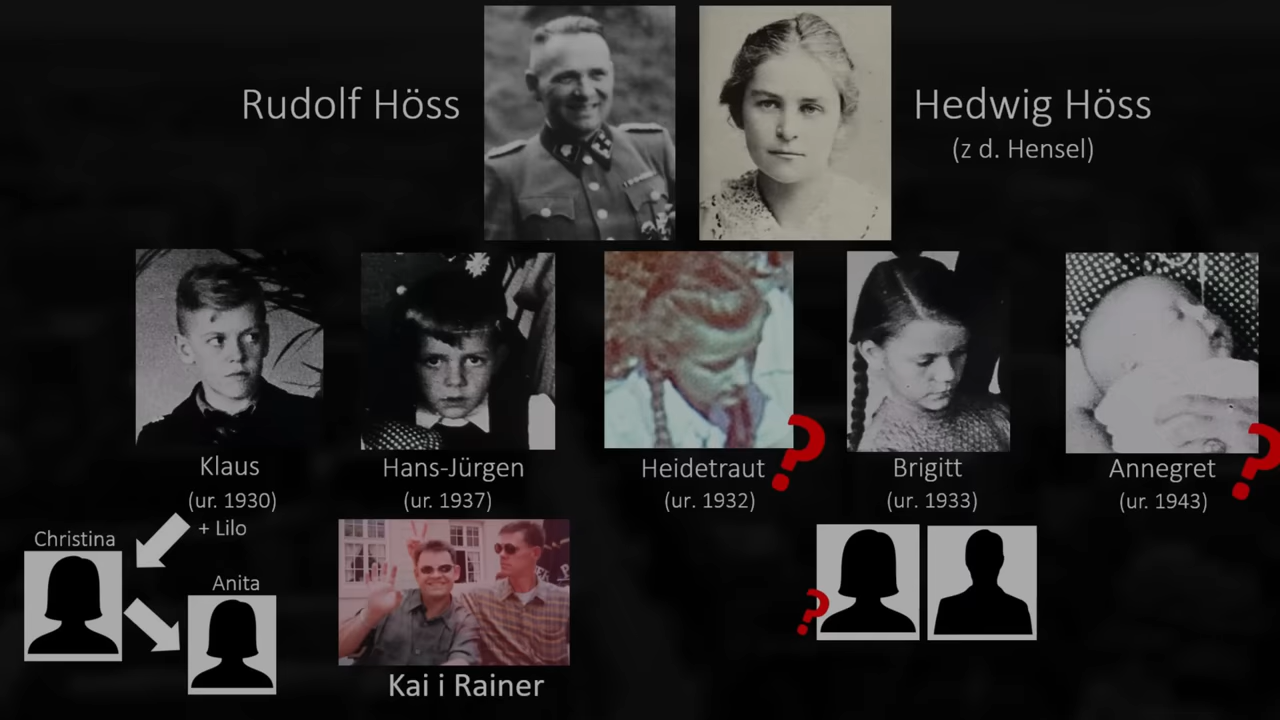 Rudolf Höss
Hedwig Höss
(z d. Hensel)
Klaus
(ur. 1930)
+ Lilo
Hans-Jürgen
(ur. 1937)
Heidetraut
(ur. 1932)
?
Brigitt
(ur. 1933)
Annegret
(ur. 1943)
?
Christina
Anita
Kai i Rainer
?